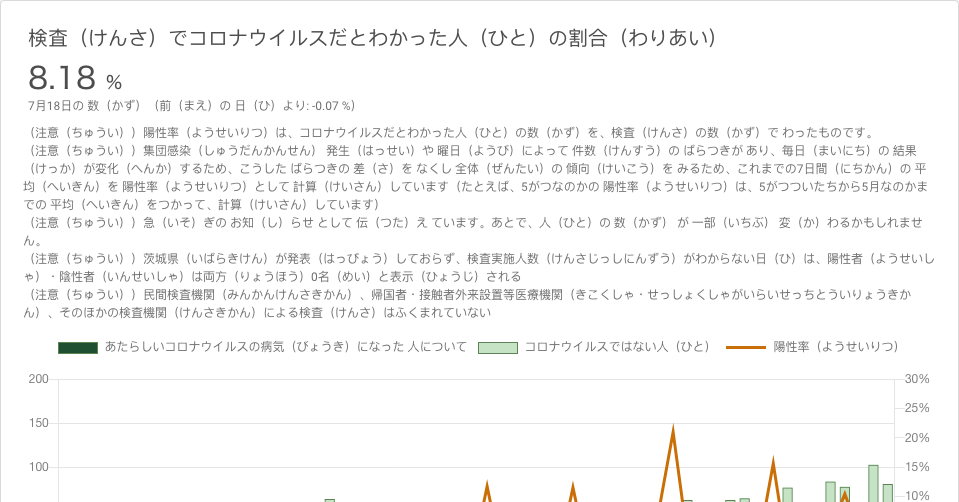 検査（けんさ）でコロナウイルスだとわかった人（ひと）の割合（わりあい）
8.18 %
7月18日の 数（かず）（前（まえ）の 日（ひ）より: -0.07 %）
（注意（ちゅうい））陽性率（ようせいりつ）は、コロナウイルスだとわかった人（ひと）の数（かず）を、検査（けんさ）の数（かず）で わったものです。
（注意（ちゅうい））集団感染（しゅうだんかんせん） 発生（はっせい）や 曜日（ようび）によって 件数（けんすう）の ばらつきが あり、毎日（まいにち）の 結果
（けっか）が変化（へんか）するため、こうした ばらつきの 差（さ）を なくし 全体（ぜんたい）の 傾向（けいこう）を みるため、これまでの7日間（にちかん）の 平
均（へいきん）を 陽性率（ようせいりつ）として 計算（けいさん）しています（たとえば、5がつなのかの 陽性率（ようせいりつ）は、5がつついたちから5月なのかま
での 平均（へいきん）をつかって、計算（けいさん）しています）
（注意（ちゅうい））急（いそ）ぎの お知（し）らせ として 伝（つた）え ています。あとで、人（ひと）の 数（かず） が 一部（いちぶ） 変（か）わるかもしれませ
ん。
（注意（ちゅうい））茨城県（いばらきけん）が発表（はっぴょう）しておらず、検査実施人数（けんさじっしにんずう）がわからない日（ひ）は、陽性者（ようせいし
ゃ）・陰性者（いんせいしゃ）は両方（りょうほう）0名（めい）と表示（ひょうじ）される
（注意（ちゅうい））民間検査機関（みんかんけんさきかん）、帰国者・接触者外来設置等医療機関（きこくしゃ・せっしょくしゃがいらいせっちとういりょうきか
ん）、そのほかの検査機関（けんさきかん）による検査（けんさ）はふくまれていない
あたらしいコロナウイルスの病気（びょうき）になった 人について コロナウイルスではない人（ひと） 陽性率（ようせいりつ）
200 30%
25%
150 20%
100 15%
10%